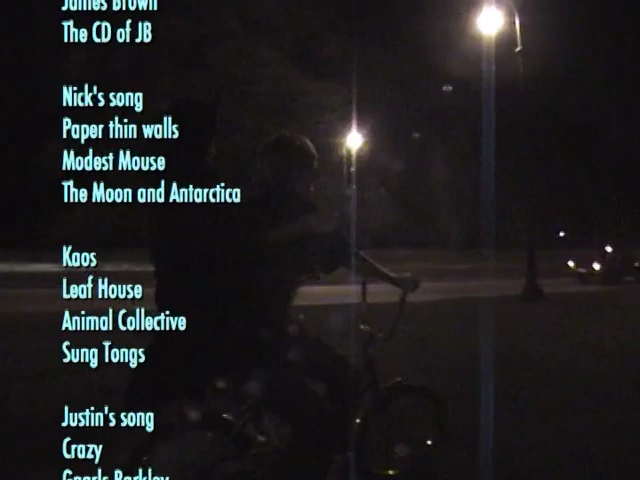 James Brown
The CD of JB
Nick's song
Paper thin walls
Modest Mouse
The Moon and Antarctica
Kaos
Leaf House
Animal Collective
Sung Tongs
Justin's song
Crazy
Gnarls Barkley